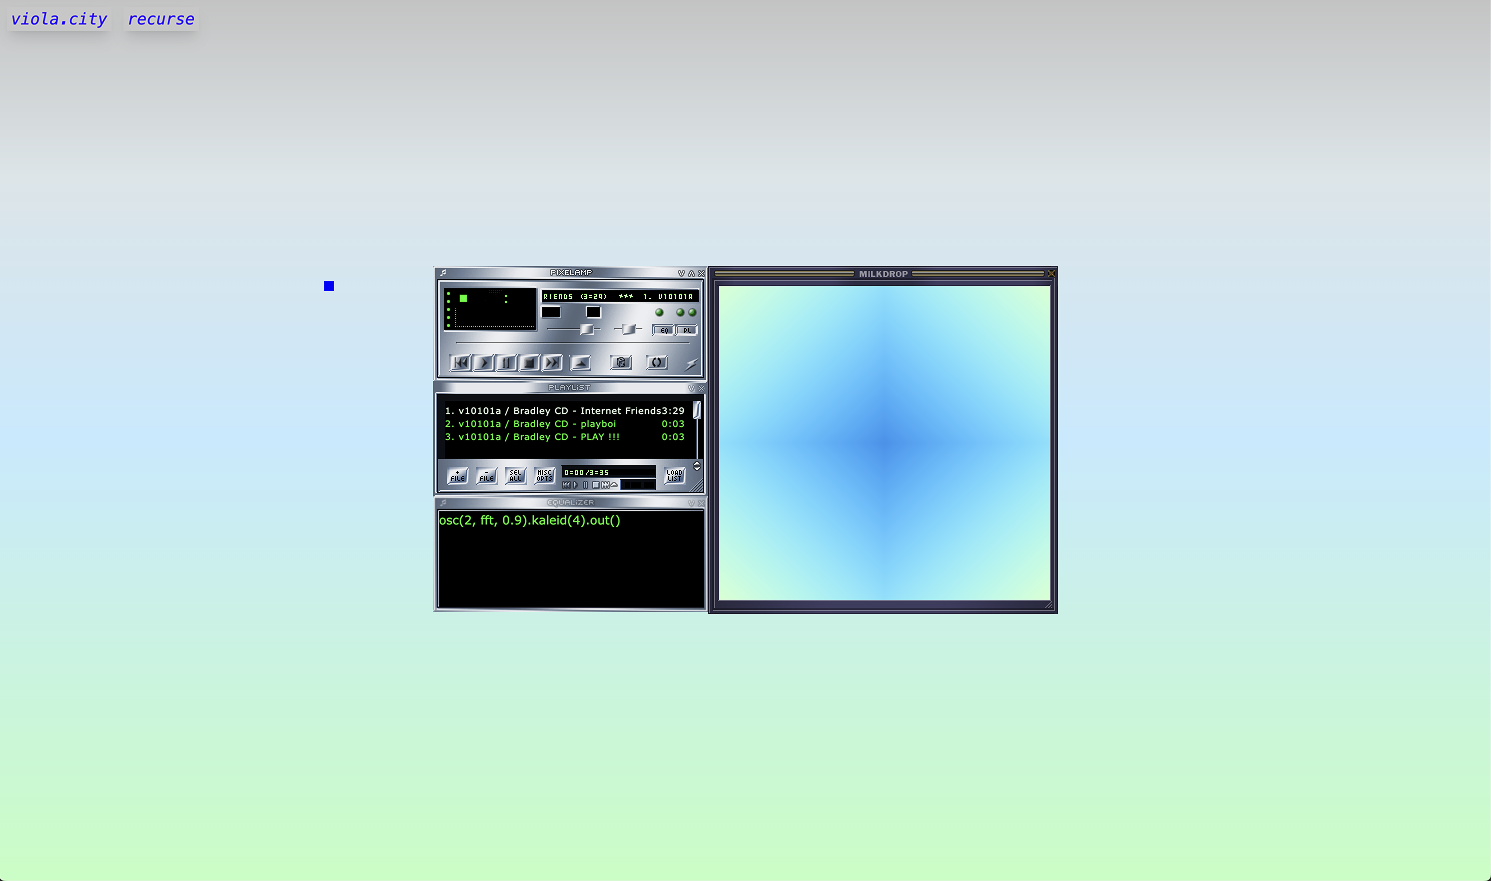 viola.city recurse
PIXELAMP
RIENDS (3=29) *** 1. V10101A
EQ PL
PLAYLIST
1. v10101a / Bradley CD - Internet Friends3:29
2. v10101a / Bradley CD - playboi 0:03
3. v10101a / Bradley CD - PLAY !!! 0:03
+ FILE
- FILE
SEL ALL
MISC OPTS
0=00/3=35
LOAD LIST
EQUALIZER
osc(2, fft, 0.9).kaleid(4).out()
MILKDROP